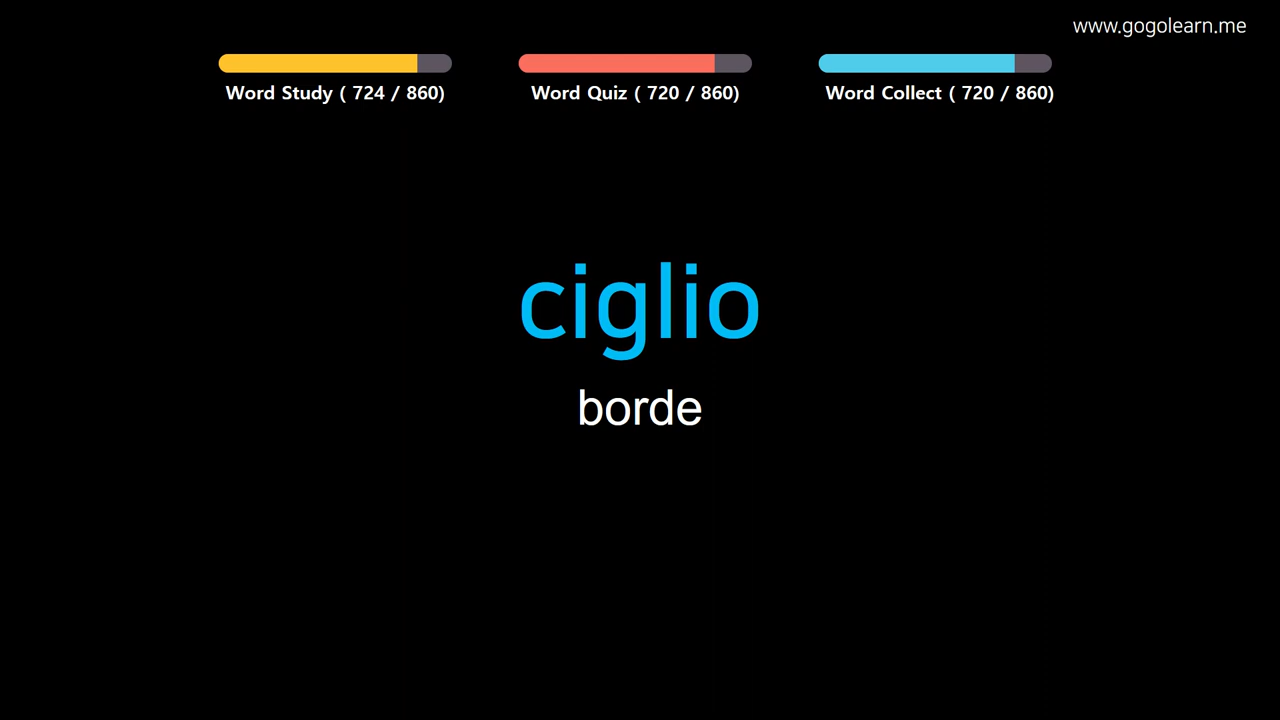 www.gogolearn.me
Word Study ( 724 / 860)
Word Quiz ( 720 / 860)
Word Collect ( 720 / 860)
ciglio
borde